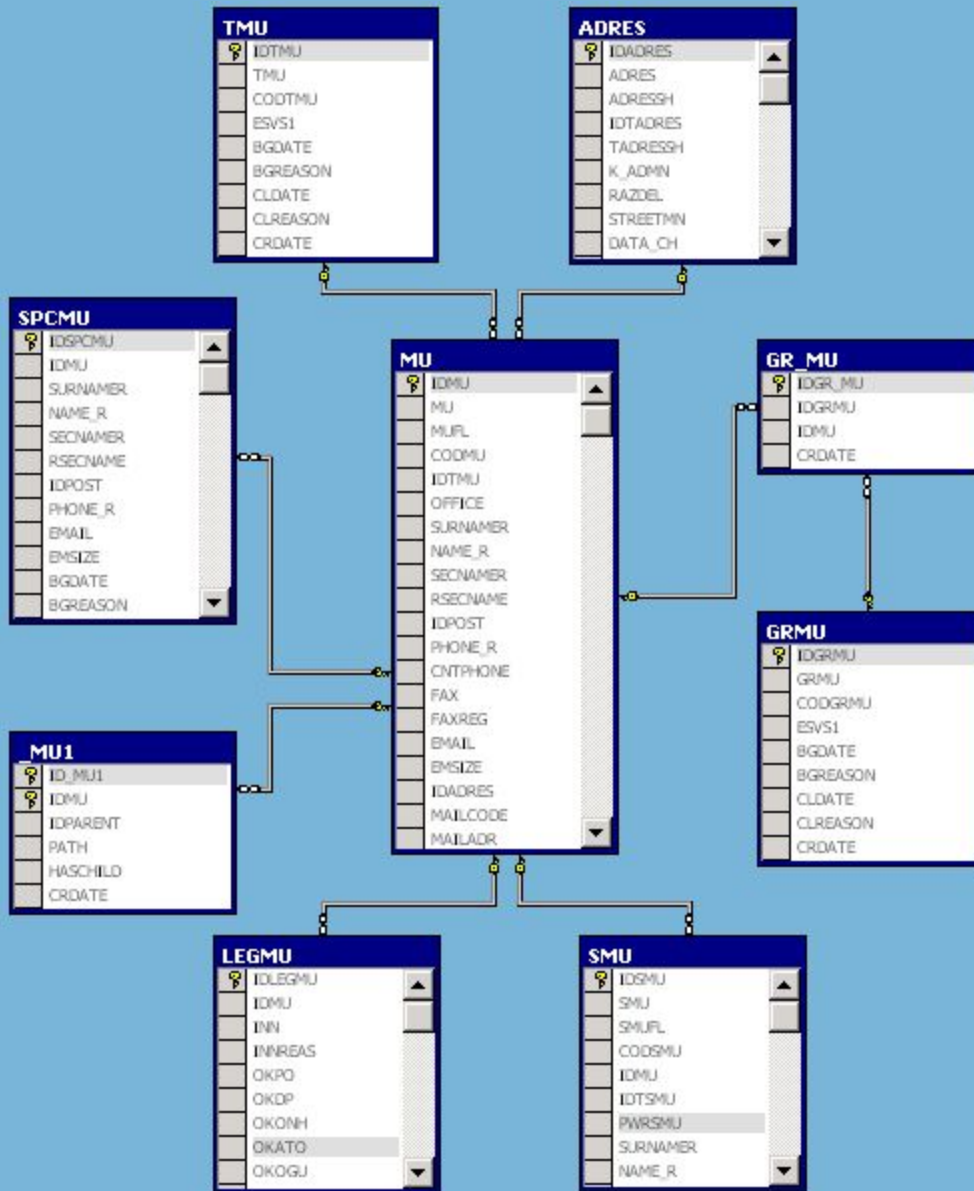 TMU
IDTMU
TMU
CODTMU
ESVS1
BGDATE
BGREASON
CLDATE
CLREASON
CRDATE
ADRES
IDADRES
ADRES
ADRESSH
IDTADRES
TADRESSH
K_ADMN
RAZDEL
STREETMN
DATA_CH
SPCMU
IDSPCMU
IDMU
SURNAMER
NAME_R
SECNAMER
RSECNAME
IDPOST
PHONE_R
EMAIL
EMSIZE
BGDATE
BGREASON
MU
IDMU
MU
MUFL
CODMU
IDTMU
OFFICE
SURNAMER
NAME_R
SECNAMER
RSECNAME
IDPOST
PHONE_R
CNTPHONE
FAX
FAXREG
EMAIL
EMSIZE
IDADRES
MAILCODE
MAILADR
GR_MU
IDGR_MU
IDGRMU
IDMU
CRDATE
GRMU
IDGRMU
GRMU
CODGRMU
ESVS1
BGDATE
BGREASON
CLDATE
CLREASON
CRDATE
_MU1
ID_MU1
IDMU
IDPARENT
PATH
HASCHILD
CRDATE
LEGMU
IDLEGMU
IDMU
INN
INNREAS
OKPO
OKDP
OKONH
OKATO
OKOGU
SMU
IDSMU
SMU
SMUFL
CODSMU
IDMU
IDTSMU
PWRSMU
SURNAMER
NAME_R